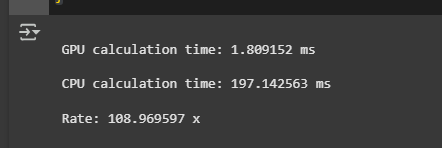 }
GPU calculation time: 1.809152 ms
CPU calculation time: 197.142563 ms
Rate: 108.969597 x